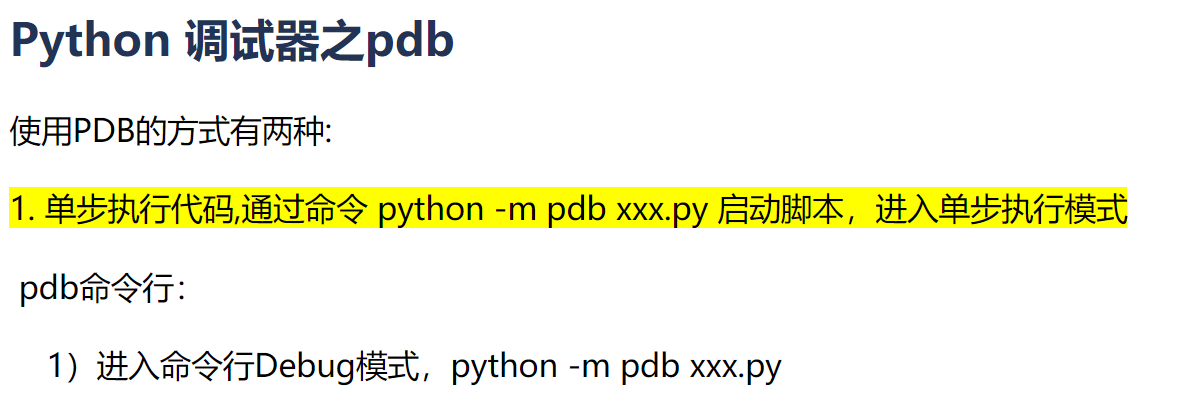 Python 调试器之pdb
使用PDB的方式有两种:
1. 单步执行代码,通过命令 python -m pdb xxx.py 启动脚本，进入单步执行模式
pdb命令行：
1）进入命令行Debug模式，python -m pdb xxx.py